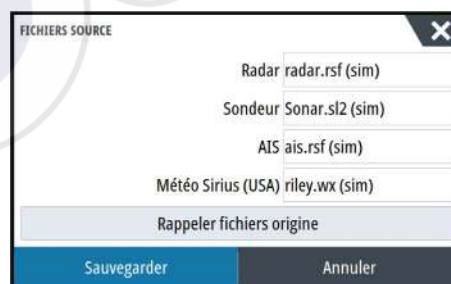 FICHIERS SOURCE
Radar radar.rsf (sim)
Sondeur Sonar.sl2 (sim)
AIS ais.rsf (sim)
Météo Sirius (USA) riley.wx (sim)
Rappeler fichiers origine
Sauvegarder Annuler